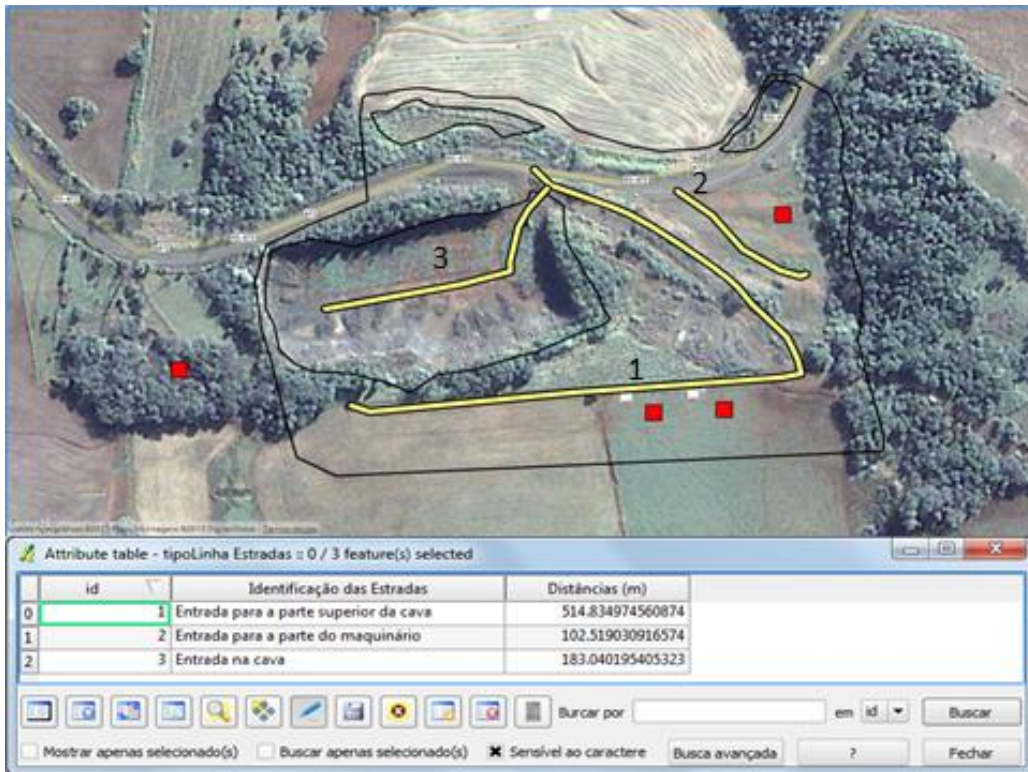 2
3
1
Attribute table - tipoLinha Estradas :: 0 / 3 feature(s) selected
id Identificação das Estradas Distâncias (m)
0 1 Entrada para a parte superior da cava 514.834974560874
1 2 Entrada para a parte do maquinário 102.519030916574
2 3 Entrada na cava 183.040195405323
Burcar por em id Buscar
Mostrar apenas selecionado(s) Buscar apenas selecionado(s) Sensível ao caractere Busca avançada ? Fechar